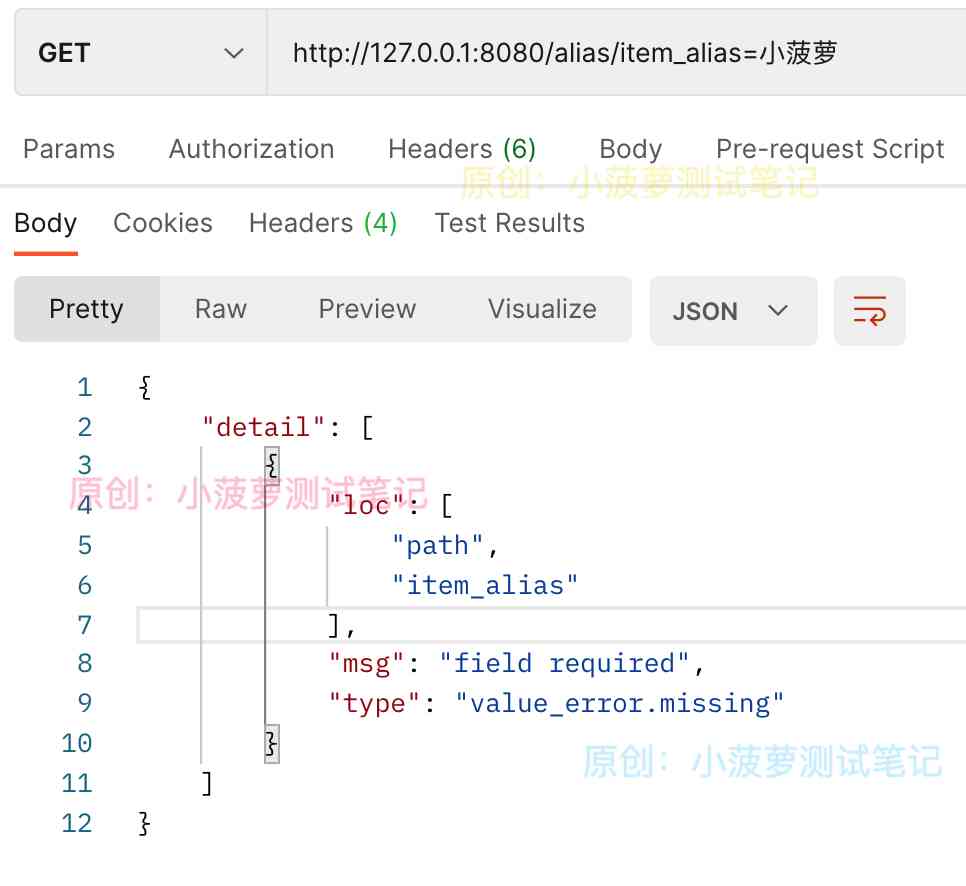 GET http://127.0.0.1:8080/alias/item_alias=小菠萝
Params Authorization Headers (6) Body Pre-request Script
原创：小菠萝测试笔记
Body Cookies Headers (4) Test Results
Pretty Raw Preview Visualize JSON
1 {
2 "detail": [
3 {
原创：小菠萝测试笔记
4 "loc": [
5 "path",
6 "item_alias"
7 ],
8 "msg": "field required",
9 "type": "value_error.missing"
10 }
原创：小菠萝测试笔记
11 ]
12 }